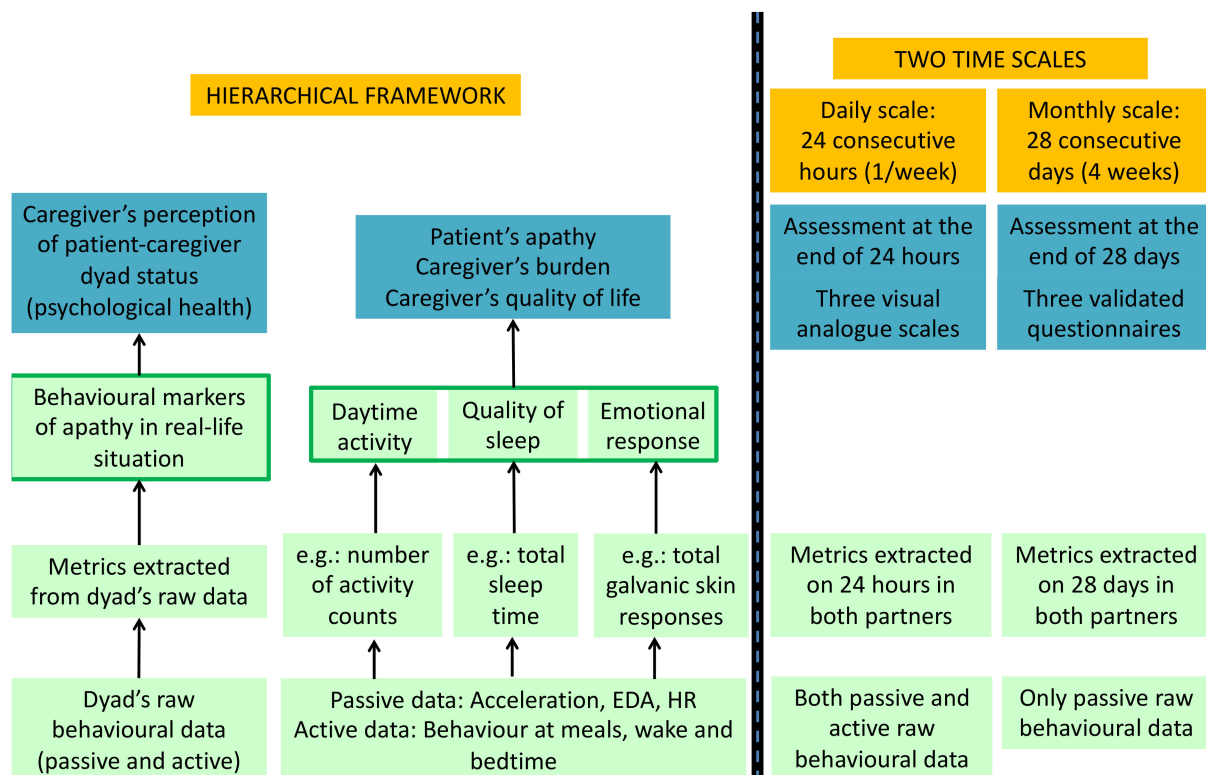 HIERARCHICAL FRAMEWORK
Caregiver’s perception
of patient-caregiver
dyad status
(psychological health)
Patient’s apathy
Caregiver’s burden
Caregiver’s quality of life
Behavioural markers
of apathy in real-life
situation
Daytime
activity
Quality of
sleep
Emotional
response
Metrics extracted
from dyad’s raw data
e.g.: number
of activity
counts
e.g.: total
sleep
time
e.g.: total
galvanic skin
responses
Dyad’s raw
behavioural data
(passive and active)
Passive data: Acceleration, EDA, HR
Active data: Behaviour at meals, wake and
bedtime
TWO TIME SCALES
Daily scale:
24 consecutive
hours (1/week)
Monthly scale:
28 consecutive
days (4 weeks)
Assessment at the
end of 24 hours
Assessment at the
end of 28 days
Three visual
analogue scales
Three validated
questionnaires
Metrics extracted
on 24 hours in
both partners
Metrics extracted
on 28 days in
both partners
Both passive and
active raw
behavioural data
Only passive raw
behavioural data